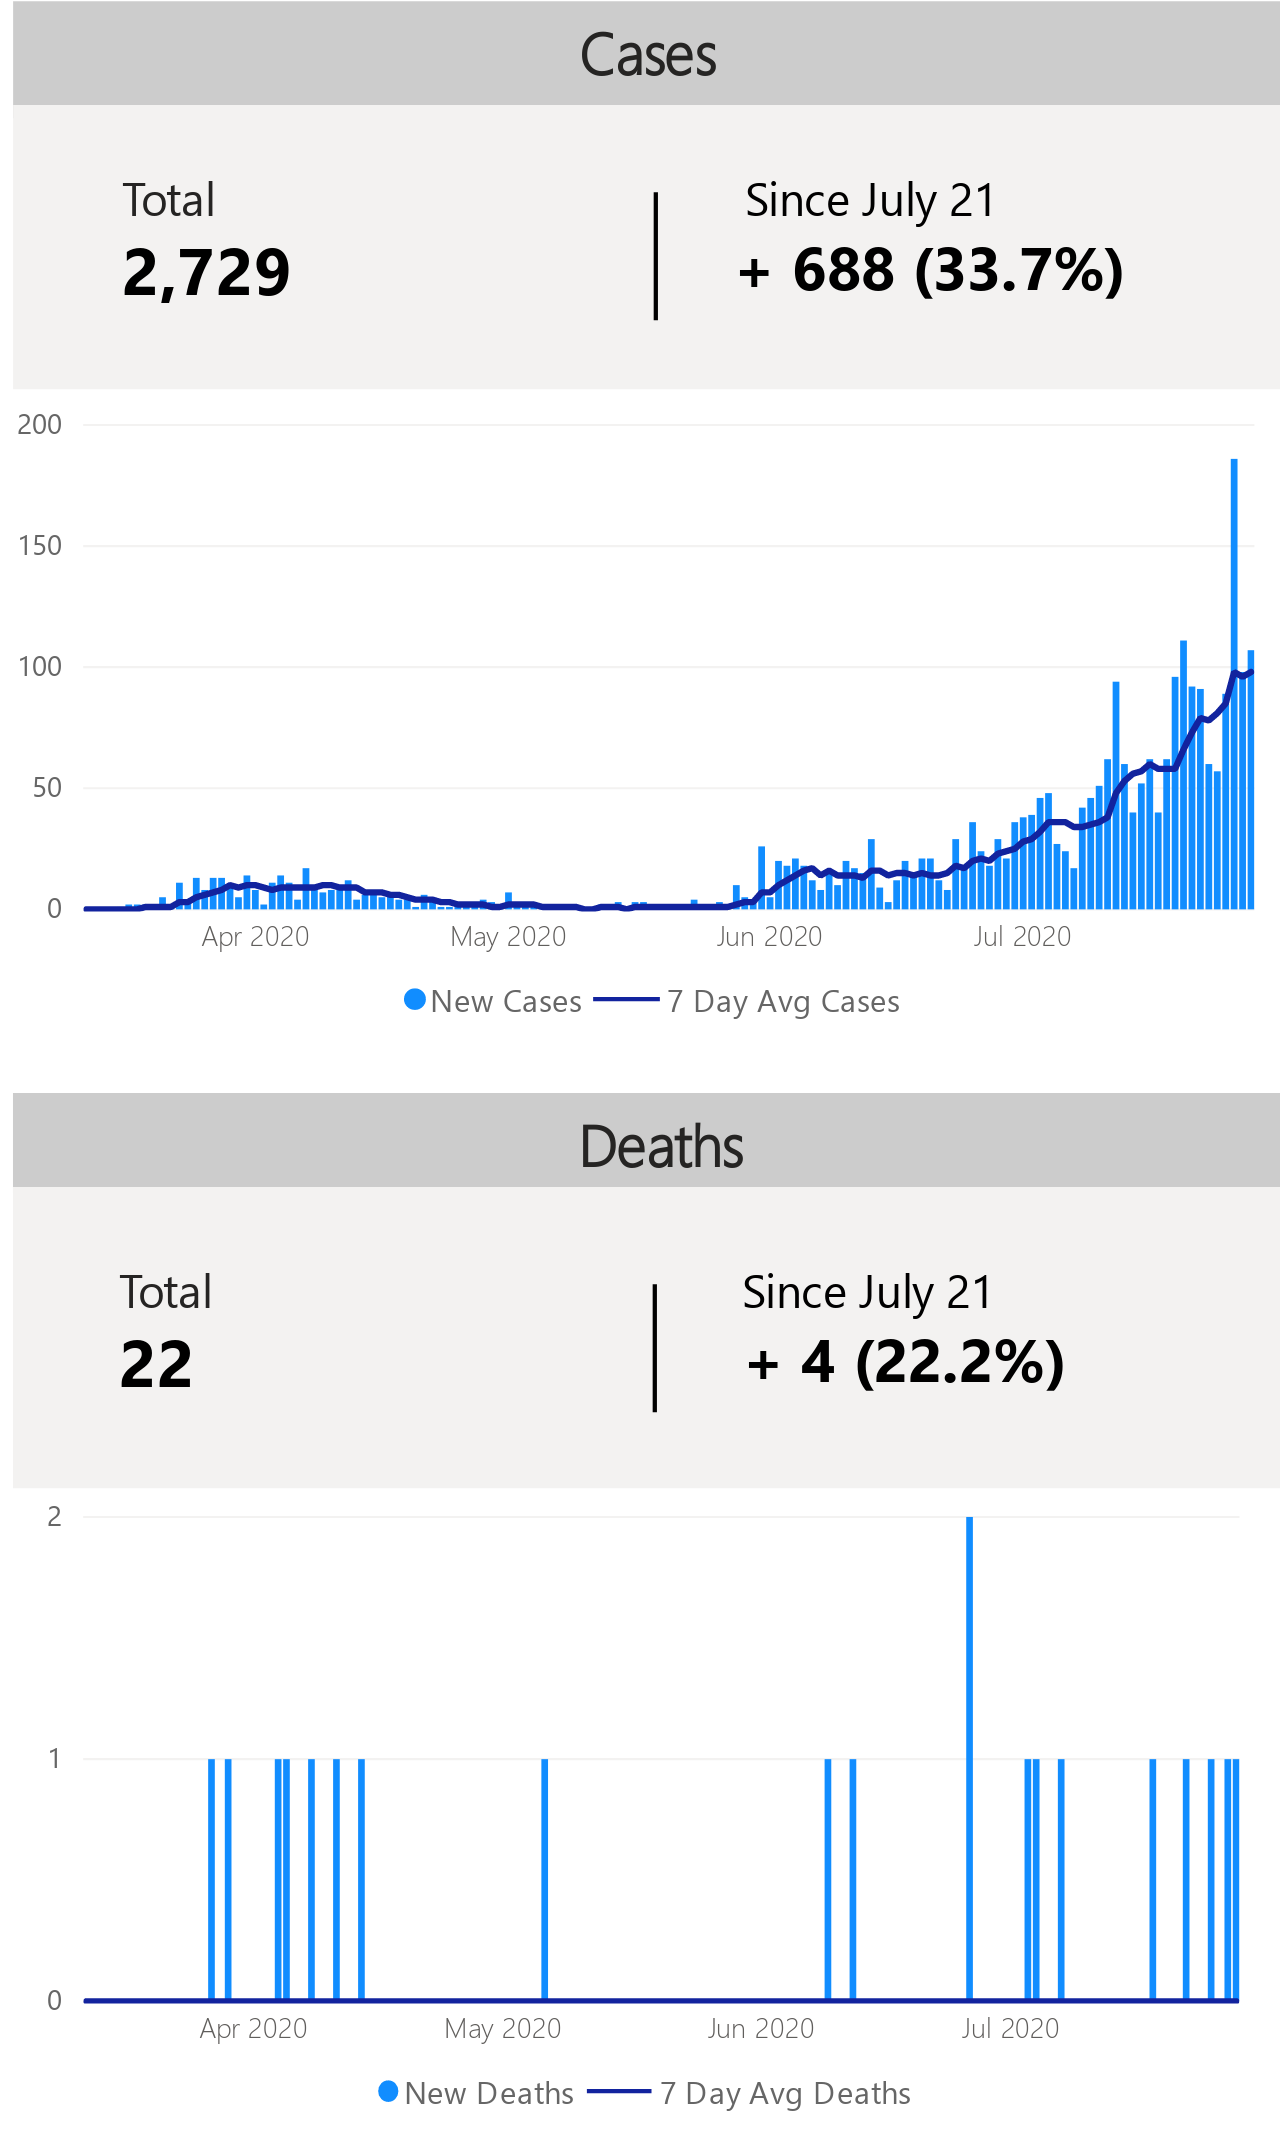 Cases
Total
2,729
Since July 21
+ 688 (33.7%)
200
150
100
50
0
Apr 2020 May 2020 Jun 2020 Jul 2020
New Cases 7 Day Avg Cases
Deaths
Total
22
Since July 21
+ 4 (22.2%)
2
1
0
Apr 2020 May 2020 Jun 2020 Jul 2020
New Deaths 7 Day Avg Deaths